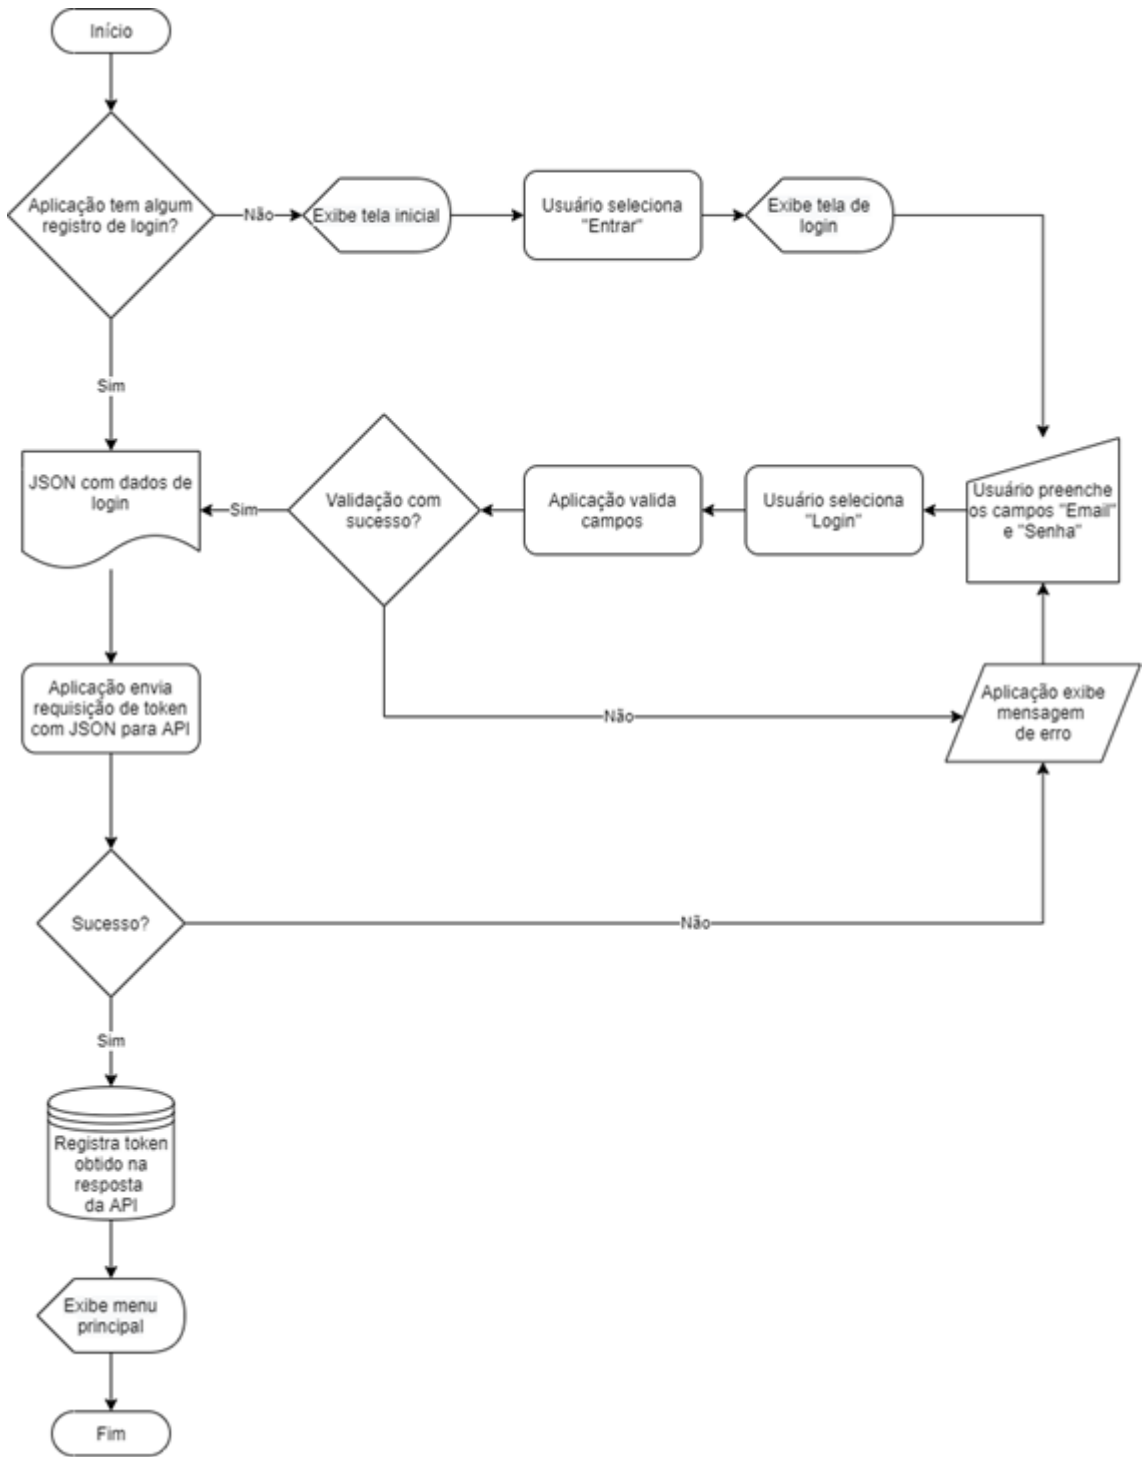 Início
Aplicação tem algum
registro de login?
Não
Exibe tela inicial
Usuário seleciona
"Entrar"
Exibe tela de
login
Sim
JSON com dados de
login
Sim
Validação com
sucesso?
Aplicação valida
campos
Usuário seleciona
"Login"
Usuário preenche
os campos "Email"
e "Senha"
Aplicação envia
requisição de token
com JSON para API
Não
Aplicação exibe
mensagem
de erro
Sucesso?
Não
Sim
Registra token
obtido na
resposta
da API
Exibe menu
principal
Fim